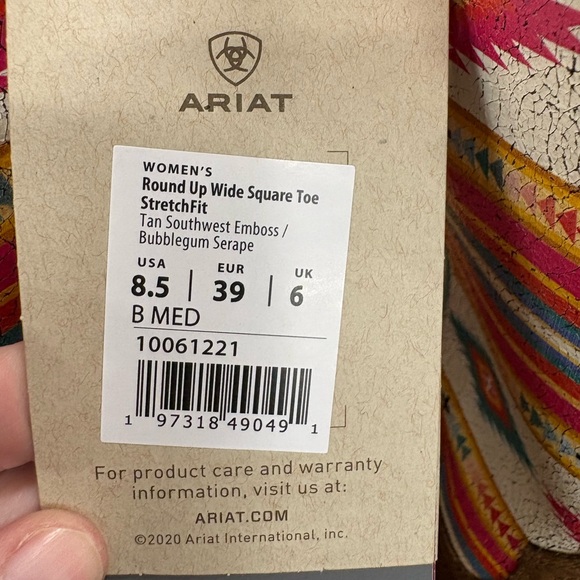 ARIAT
WOMEN'S
Round Up Wide Square Toe
StretchFit
Tan Southwest Emboss /
Bubblegum Serape
USA EUR UK
8.5 | 39 | 6
B MED
10061221
1 97318 49049 1
For product care and warranty
information, visit us at:
ARIAT.COM
©2020 Ariat International, inc.